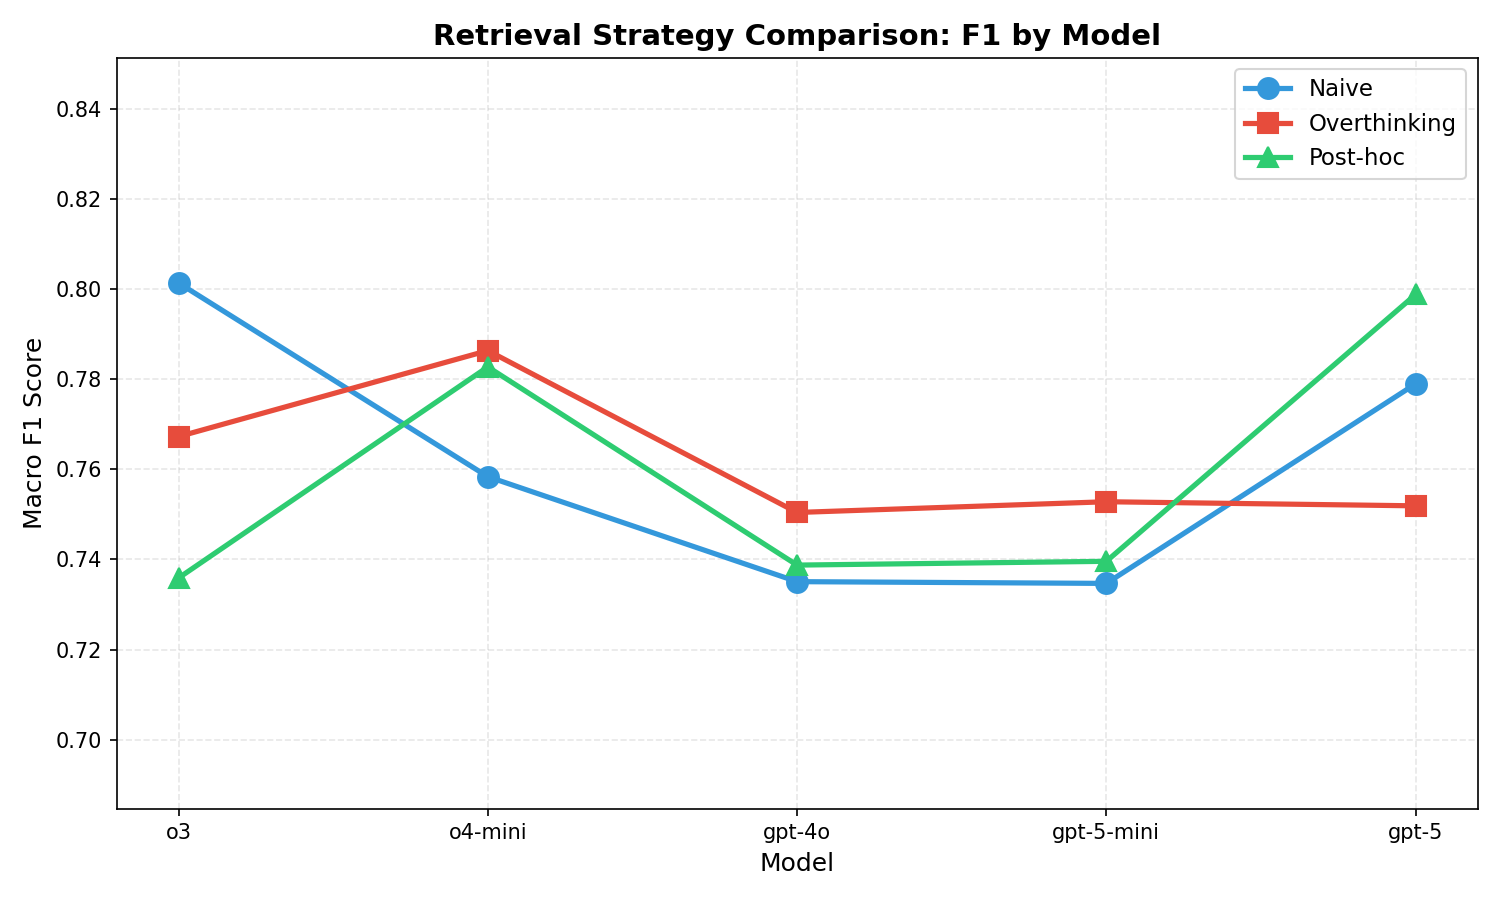 Retrieval Strategy Comparison: F1 by Model
Naive
Overthinking
Post-hoc
Macro F1 Score
0.84
0.82
0.80
0.78
0.76
0.74
0.72
0.70
o3 o4-mini gpt-4o gpt-5-mini gpt-5
Model